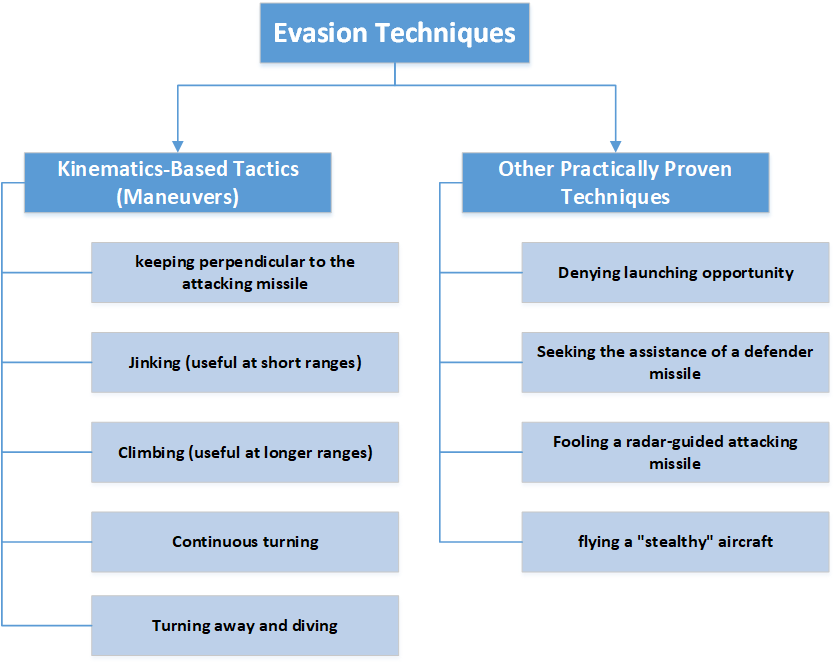 Evasion Techniques
Kinematics-Based Tactics
(Maneuvers)
keeping perpendicular to the
attacking missile
Jinking (useful at short ranges)
Climbing (useful at longer ranges)
Continuous turning
Turning away and diving
Other Practically Proven
Techniques
Denying launching opportunity
Seeking the assistance of a defender
missile
Fooling a radar-guided attacking
missile
flying a "stealthy" aircraft